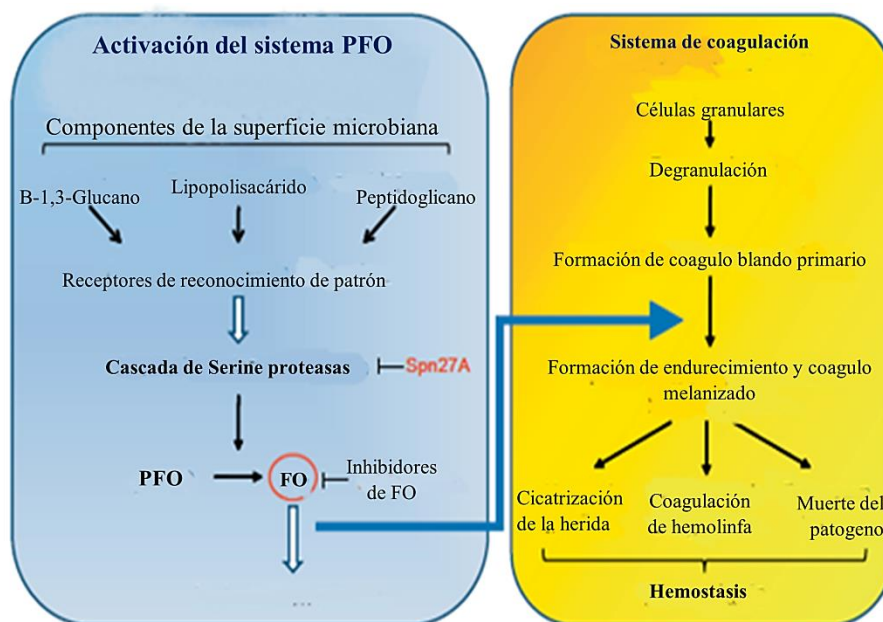 Activación del sistema PFO
Componentes de la superficie microbiana
B-1,3-Glucano
Lipopolisacárido
Peptidoglicano
Receptores de reconocimiento de patrón
Cascada de Serine proteasas
Spn27A
PFO
FO
Inhibidores
de FO
...
Sistema de coagulación
Células granulares
Degranulación
Formación de coagulo blando primario
Formación de endurecimiento y coagulo
melanizado
Cicatrización
de la herida
Coagulación
de hemolinfa
Muerte del
patogeno
Hemostasis